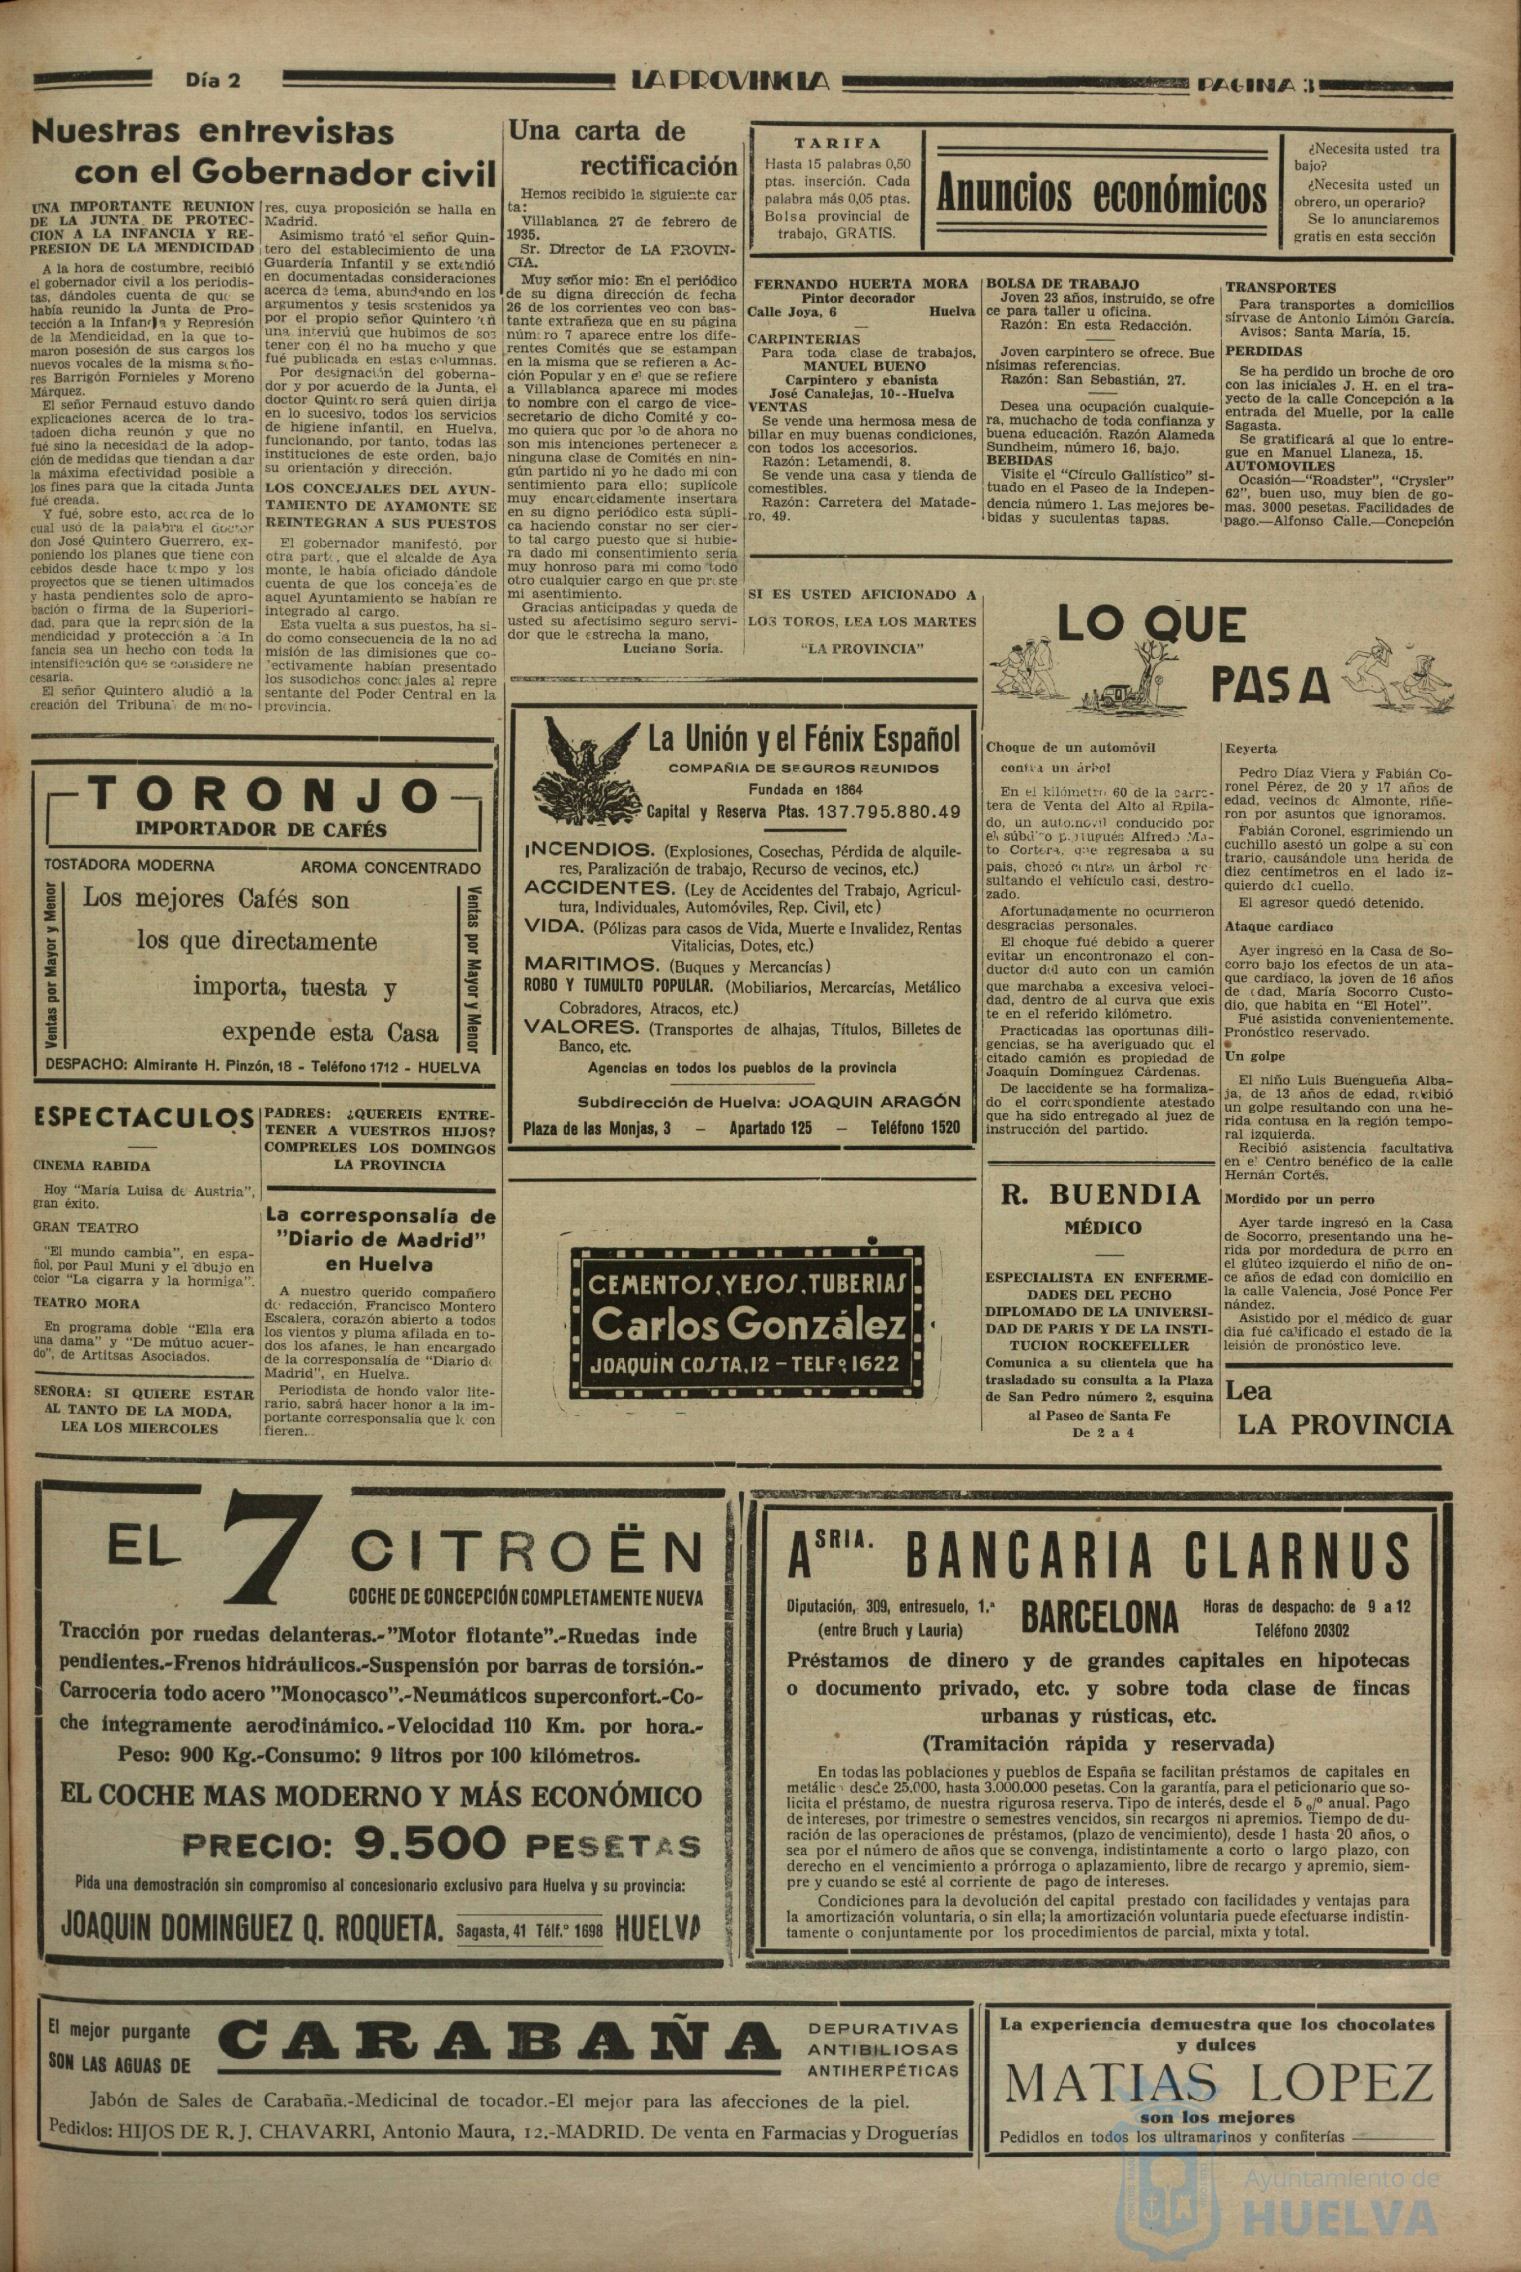 Día 2
LA PROVINCIA
PAGINA 3
Nuestras entrevistas
con el Gobernador civil
UNA IMPORTANTE REUNION
DE LA JUNTA DE PROTEC-
CION A LA INFANCIA Y RE-
PRESION DE LA MENDICIDAD
A la hora de costumbre, recibió
el gobernador civil a los periodis-
tas, dándoles cuenta de que se
había reunido la Junta de Pro-
tección a la Infancia y Represión
de la Mendicidad, en la que to-
maron posesión de sus cargos los
nuevos vocales de la misma seño-
res Barrigón Fornieles y Moreno
Márquez.
El señor Fernaud estuvo dando
explicaciones acerca de lo tra-
tadoen dicha reunón y que no
fué sino la necesidad de la adop-
ción de medidas que tiendan a dar
la máxima efectividad posible a
los fines para que la citada Junta
fué creada.
Y fué, sobre esto, acerca de lo
cual usó de la palabra el doctor
don José Quintero Guerrero, ex-
poniendo los planes que tiene con
cebidos desde hace tempo y los
proyectos que se tienen ultimados
y hasta pendientes solo de apro-
bación o firma de la Superiori-
dad, para que la represión de la
mendicidad y protección a la In
fancia sea un hecho con toda la
intensificación que se considere ne
cesaria.
El señor Quintero aludió a la
creación del Tribunal de meno-
res, cuya proposición se halla en
Madrid.
Asimismo trató el señor Quin-
tero del establecimiento de una
Guardería Infantil y se extendió
en documentadas consideraciones
acerca de tema, abundando en los
argumentos y tesis sostenidos ya
por el propio señor Quintero en
una interviú que hubimos de sos
tener con él no ha mucho y que
fué publicada en estas columnas.
Por designación del goberna-
dor y por acuerdo de la Junta, el
doctor Quintero será quien dirija
en lo sucesivo, todos los servicios
de higiene infantil, en Huelva,
funcionando, por tanto, todas las
instituciones de este orden, bajo
su orientación y dirección.
LOS CONCEJALES DEL AYUN-
TAMIENTO DE AYAMONTE SE
REINTEGRAN A SUS PUESTOS
El gobernador manifestó, por
otra parte, que el alcalde de Aya
monte, le había oficiado dándole
cuenta de que los concejales de
aquel Ayuntamiento se habían re
integrado al cargo.
Esta vuelta a sus puestos, ha si-
do como consecuencia de la no ad
misión de las dimisiones que co-
lectivamente habían presentado
los susodichos concejales al repre
sentante del Poder Central en la
provincia.
Una carta de
rectificación
Hemos recibido la siguiente car
ta:
Villablanca 27 de febrero de
1935.
Sr. Director de LA PROVIN-
CIA.
Muy señor mio: En el periódico
de su digna dirección de fecha
26 de los corrientes veo con bas-
tante extrañeza que en su página
número 7 aparece entre los dife-
rentes Comités que se estampan
en la misma que se refieren a Ac-
ción Popular y en el que se refiere
a Villablanca aparece mi modes
to nombre con el cargo de vice-
secretario de dicho Comité y co-
mo quiera que por lo de ahora no
son mis intenciones pertenecer a
ninguna clase de Comités en nin-
gún partido ni yo he dado mi con
sentimiento para ello; suplícole
muy encarecidamente insertara
en su digno periódico esta súpli-
ca haciendo constar no ser cier-
to tal cargo puesto que si hubie-
ra dado mi consentimiento sería
muy honroso para mi como todo
otro cualquier cargo en que preste
mi asentimiento.
Gracias anticipadas y queda de
usted su afectísimo seguro servi-
dor que le estrecha la mano,
Luciano Soria.
TARIFA
Hasta 15 palabras 0,50
ptas. inserción. Cada
palabra más 0,05 ptas.
Bolsa provincial de
trabajo, GRATIS.
Anuncios económicos
¿Necesita usted tra
bajo?
¿Necesita usted un
obrero, un operario?
Se lo anunciaremos
gratis en esta sección
FERNANDO HUERTA MORA
Pintor decorador
Calle Joya, 6 Huelva
CARPINTERIAS
Para toda clase de trabajos,
MANUEL BUENO
Carpintero y ebanista
José Canalejas, 10--Huelva
VENTAS
Se vende una hermosa mesa de
billar en muy buenas condiciones,
con todos los accesorios.
Razón: Letamendi, 8.
Se vende una casa y tienda de
comestibles.
Razón: Carretera del Matade-
ro, 49.
BOLSA DE TRABAJO
Joven 23 años, instruido, se ofre
ce para taller u oficina.
Razón: En esta Redacción.
Joven carpintero se ofrece. Bue
nísimas referencias.
Razón: San Sebastián, 27.
Desea una ocupación cualquie-
ra, muchacho de toda confianza y
buena educación. Razón Alameda
Sundheim, número 16, bajo.
BEBIDAS
Visite el "Círculo Gallístico" si-
tuado en el Paseo de la Indepen-
dencia número 1. Las mejores be-
bidas y suculentas tapas.
TRANSPORTES
Para transportes a domicilios
sírvase de Antonio Limón García.
Avisos: Santa María, 15.
PERDIDAS
Se ha perdido un broche de oro
con las iniciales J. H. en el tra-
yecto de la calle Concepción a la
entrada del Muelle, por la calle
Sagasta.
Se gratificará al que lo entre-
gue en Manuel Llaneza, 15.
AUTOMOVILES
Ocasión—"Roadster", "Crysler"
62", buen uso, muy bien de go-
mas. 3000 pesetas. Facilidades de
pago.—Alfonso Calle.—Concepción
SI ES USTED AFICIONADO A
LOS TOROS, LEA LOS MARTES
"LA PROVINCIA"
LO QUE
PASA
Choque de un automóvil
contra un árbol
En el kilómetro 60 de la carre-
tera de Venta del Alto al Rpila-
do, un automóvil conducido por
el súbdito portugués Alfredo Ma-
to Cortera, que regresaba a su
pais, chocó contra un árbol re-
sultando el vehículo casi, destro-
zado.
Afortunadamente no ocurrieron
desgracias personales.
El choque fué debido a querer
evitar un encontronazo el con-
ductor del auto con un camión
que marchaba a excesiva veloci-
dad, dentro de al curva que exis
te en el referido kilómetro.
Practicadas las oportunas dili-
gencias, se ha averiguado que el
citado camión es propiedad de
Joaquín Domínguez Cárdenas.
De laccidente se ha formaliza-
do el correspondiente atestado
que ha sido entregado al juez de
instrucción del partido.
Reyerta
Pedro Díaz Viera y Fabián Co-
ronel Pérez, de 20 y 17 años de
edad, vecinos de Almonte, riñe-
ron por asuntos que ignoramos.
Fabián Coronel, esgrimiendo un
cuchillo asestó un golpe a su con
trario, causándole una herida de
diez centímetros en el lado iz-
quierdo del cuello.
El agresor quedó detenido.
Ataque cardiaco
Ayer ingresó en la Casa de So-
corro bajo los efectos de un ata-
que cardíaco, la joven de 16 años
de edad, María Socorro Custo-
dio, que habita en "El Hotel".
Fué asistida convenientemente.
Pronóstico reservado.
Un golpe
El niño Luis Buengueña Alba-
ja, de 13 años de edad, recibió
un golpe resultando con una he-
rida contusa en la región tempo-
ral izquierda.
Recibió asistencia facultativa
en el Centro benéfico de la calle
Hernán Cortés.
Mordido por un perro
Ayer tarde ingresó en la Casa
de Socorro, presentando una he-
rida por mordedura de perro en
el glúteo izquierdo el niño de on-
ce años de edad con domicilio en
la calle Valencia, José Ponce Fer
nández.
Asistido por el médico de guar
dia fué calificado el estado de la
leisión de pronóstico leve.
Lea
LA PROVINCIA
TORONJO
IMPORTADOR DE CAFÉS
TOSTADORA MODERNA AROMA CONCENTRADO
Ventas por Mayor y Menor
Los mejores Cafés son
los que directamente
importa, tuesta y
expende esta Casa
Ventas por Mayor y Menor
DESPACHO: Almirante H. Pinzón, 18 - Teléfono 1712 - HUELVA
La Unión y el Fénix Español
COMPAÑIA DE SEGUROS REUNIDOS
Fundada en 1864
Capital y Reserva Ptas. 137.795.880.49
INCENDIOS. (Explosiones, Cosechas, Pérdida de alquile-
res, Paralización de trabajo, Recurso de vecinos, etc.)
ACCIDENTES. (Ley de Accidentes del Trabajo, Agricul-
tura, Individuales, Automóviles, Rep. Civil, etc)
VIDA. (Pólizas para casos de Vida, Muerte e Invalidez, Rentas
Vitalicias, Dotes, etc.)
MARITIMOS. (Buques y Mercancías)
ROBO Y TUMULTO POPULAR. (Mobiliarios, Mercarcías, Metálico
Cobradores, Atracos, etc.)
VALORES. (Transportes de alhajas, Títulos, Billetes de
Banco, etc.
Agencias en todos los pueblos de la provincia
Subdirección de Huelva: JOAQUIN ARAGÓN
Plaza de las Monjas, 3 — Apartado 125 — Teléfono 1520
ESPECTACULOS
CINEMA RABIDA
Hoy "María Luisa de Austria",
gran éxito.
GRAN TEATRO
"El mundo cambia", en espa-
ñol, por Paul Muni y el dbujo en
color "La cigarra y la hormiga".
TEATRO MORA
En programa doble "Ella era
una dama" y "De mútuo acuer-
do", de Artitsas Asociados.
SEÑORA: SI QUIERE ESTAR
AL TANTO DE LA MODA,
LEA LOS MIERCOLES
PADRES: ¿QUEREIS ENTRE-
TENER A VUESTROS HIJOS?
COMPRELES LOS DOMINGOS
LA PROVINCIA
La corresponsalía de
"Diario de Madrid"
en Huelva
A nuestro querido compañero
de redacción, Francisco Montero
Escalera, corazón abierto a todos
los vientos y pluma afilada en to-
dos los afanes, le han encargado
de la corresponsalía de "Diario de
Madrid", en Huelva.
Periodista de hondo valor lite-
rario, sabrá hacer honor a la im-
portante corresponsalía que le con
fieren.
CEMENTOS, YESOS, TUBERIAS
Carlos González
JOAQUÍN COSTA, 12 – TELFº 1622
R. BUENDIA
MÉDICO
ESPECIALISTA EN ENFERME-
DADES DEL PECHO
DIPLOMADO DE LA UNIVERSI-
DAD DE PARIS Y DE LA INSTI-
TUCION ROCKEFELLER
Comunica a su clientela que ha
trasladado su consulta a la Plaza
de San Pedro número 2, esquina
al Paseo de Santa Fe
De 2 a 4
EL 7 CITROËN
COCHE DE CONCEPCIÓN COMPLETAMENTE NUEVA
Tracción por ruedas delanteras.-"Motor flotante".-Ruedas inde
pendientes.-Frenos hidráulicos.-Suspensión por barras de torsión.-
Carrocería todo acero "Monocasco".-Neumáticos superconfort.-Co-
che íntegramente aerodinámico.-Velocidad 110 Km. por hora.-
Peso: 900 Kg.-Consumo: 9 litros por 100 kilómetros.
EL COCHE MAS MODERNO Y MÁS ECONÓMICO
PRECIO: 9.500 PESETAS
Pida una demostración sin compromiso al concesionario exclusivo para Huelva y su provincia:
JOAQUIN DOMINGUEZ Q. ROQUETA. Sagasta, 41 Télf.º 1698 HUELVA
ASRIA. BANCARIA CLARNUS
Diputación, 309, entresuelo, 1.ª
(entre Bruch y Lauria)
BARCELONA
Horas de despacho: de 9 a 12
Teléfono 20302
Préstamos de dinero y de grandes capitales en hipotecas
o documento privado, etc. y sobre toda clase de fincas
urbanas y rústicas, etc.
(Tramitación rápida y reservada)
En todas las poblaciones y pueblos de España se facilitan préstamos de capitales en
metálico desde 25.000, hasta 3.000.000 pesetas. Con la garantía, para el peticionario que so-
licita el préstamo, de nuestra rigurosa reserva. Tipo de interés, desde el 5 o/º anual. Pago
de intereses, por trimestre o semestres vencidos, sin recargos ni apremios. Tiempo de du-
ración de las operaciones de préstamos, (plazo de vencimiento), desde 1 hasta 20 años, o
sea por el número de años que se convenga, indistintamente a corto o largo plazo, con
derecho en el vencimiento a prórroga o aplazamiento, libre de recargo y apremio, siem-
pre y cuando se esté al corriente de pago de intereses.
Condiciones para la devolución del capital prestado con facilidades y ventajas para
la amortización voluntaria, o sin ella; la amortización voluntaria puede efectuarse indistin-
tamente o conjuntamente por los procedimientos de parcial, mixta y total.
El mejor purgante
SON LAS AGUAS DE
CARABAÑA
DEPURATIVAS
ANTIBILIOSAS
ANTIHERPÉTICAS
Jabón de Sales de Carabaña.-Medicinal de tocador.-El mejor para las afecciones de la piel.
Pedidos: HIJOS DE R. J. CHAVARRI, Antonio Maura, 12.-MADRID. De venta en Farmacias y Droguerías
La experiencia demuestra que los chocolates
y dulces
MATIAS LOPEZ
son los mejores
Pedidlos en todos los ultramarinos y confiterías
Ayuntamiento de
HUELVA